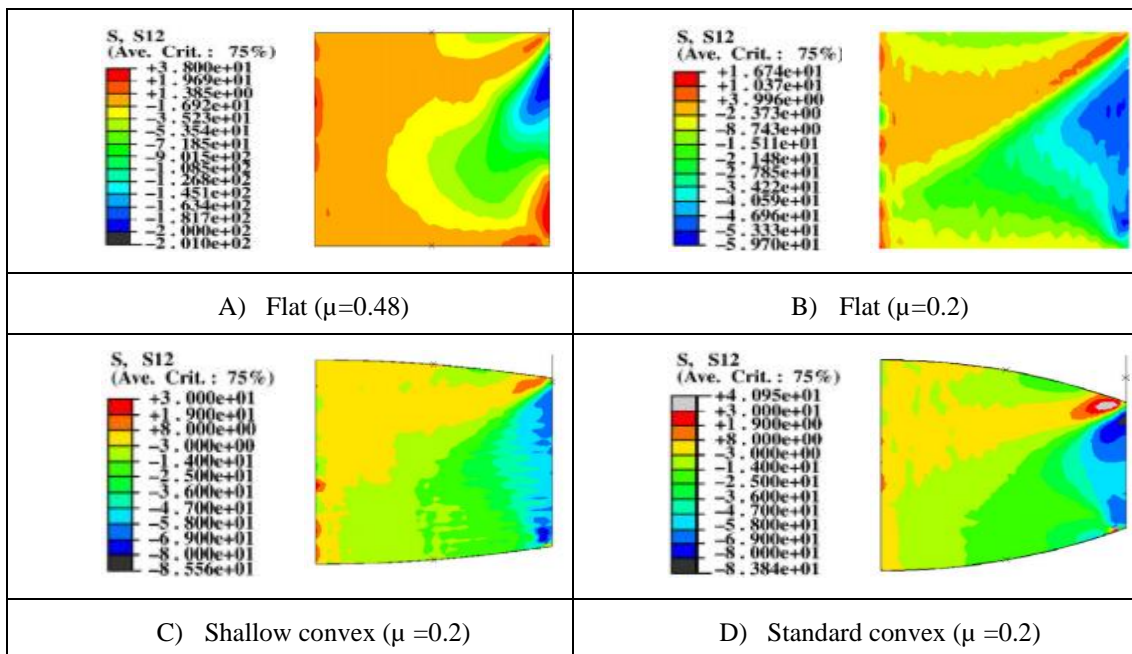 S, S12
(Ave. Crit.: 75%)
+3.800e+01
+1.969e+01
+1.385e+00
-1.692e+01
-3.523e+01
-5.354e+01
-7.185e+01
-9.015e+02
-1.085e+02
-1.268e+02
-1.451e+02
-1.634e+02
-1.817e+02
-2.000e+02
-2.010e+02
S, S12
(Ave. Crit.: 75%)
+1.674e+01
+1.037e+01
+3.996e+00
-2.373e+00
-8.743e+00
-1.511e+01
-2.148e+01
-2.785e+01
-3.422e+01
-4.059e+01
-4.696e+01
-5.333e+01
-5.970e+01
A) Flat (µ=0.48)
B) Flat (µ=0.2)
S, S12
(Ave. Crit.: 75%)
+3.000e+01
+1.900e+01
+8.000e+00
-3.000e+00
-1.400e+01
-2.500e+01
-3.600e+01
-4.700e+01
-5.800e+01
-6.900e+01
-8.000e+01
-8.556e+01
S, S12
(Ave. Crit.: 75%)
+4.095e+01
+3.000e+01
+1.900e+00
+8.000e+00
-3.000e+00
-1.400e+01
-2.500e+01
-3.600e+01
-4.700e+01
-5.800e+01
-6.900e+01
-8.000e+01
-8.384e+01
C) Shallow convex (µ =0.2)
D) Standard convex (µ =0.2)